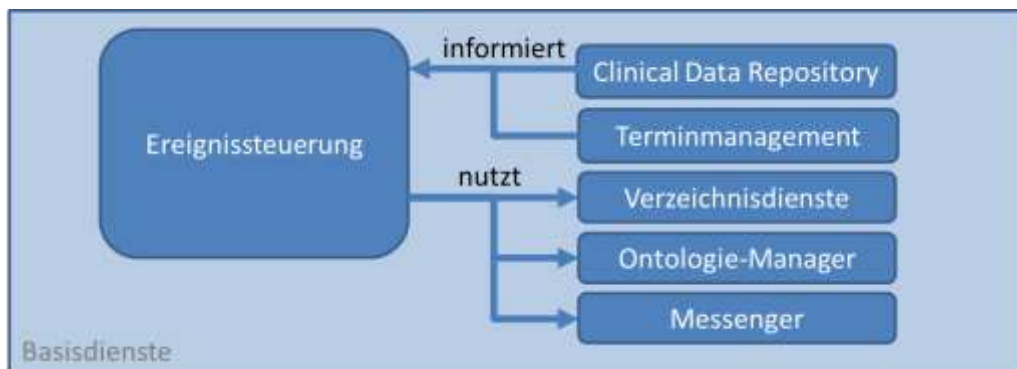 informiert
Clinical Data Repository
Ereignissteuerung
Terminmanagement
nutzt
Verzeichnisdienste
Ontologie-Manager
Messenger
Basisdienste